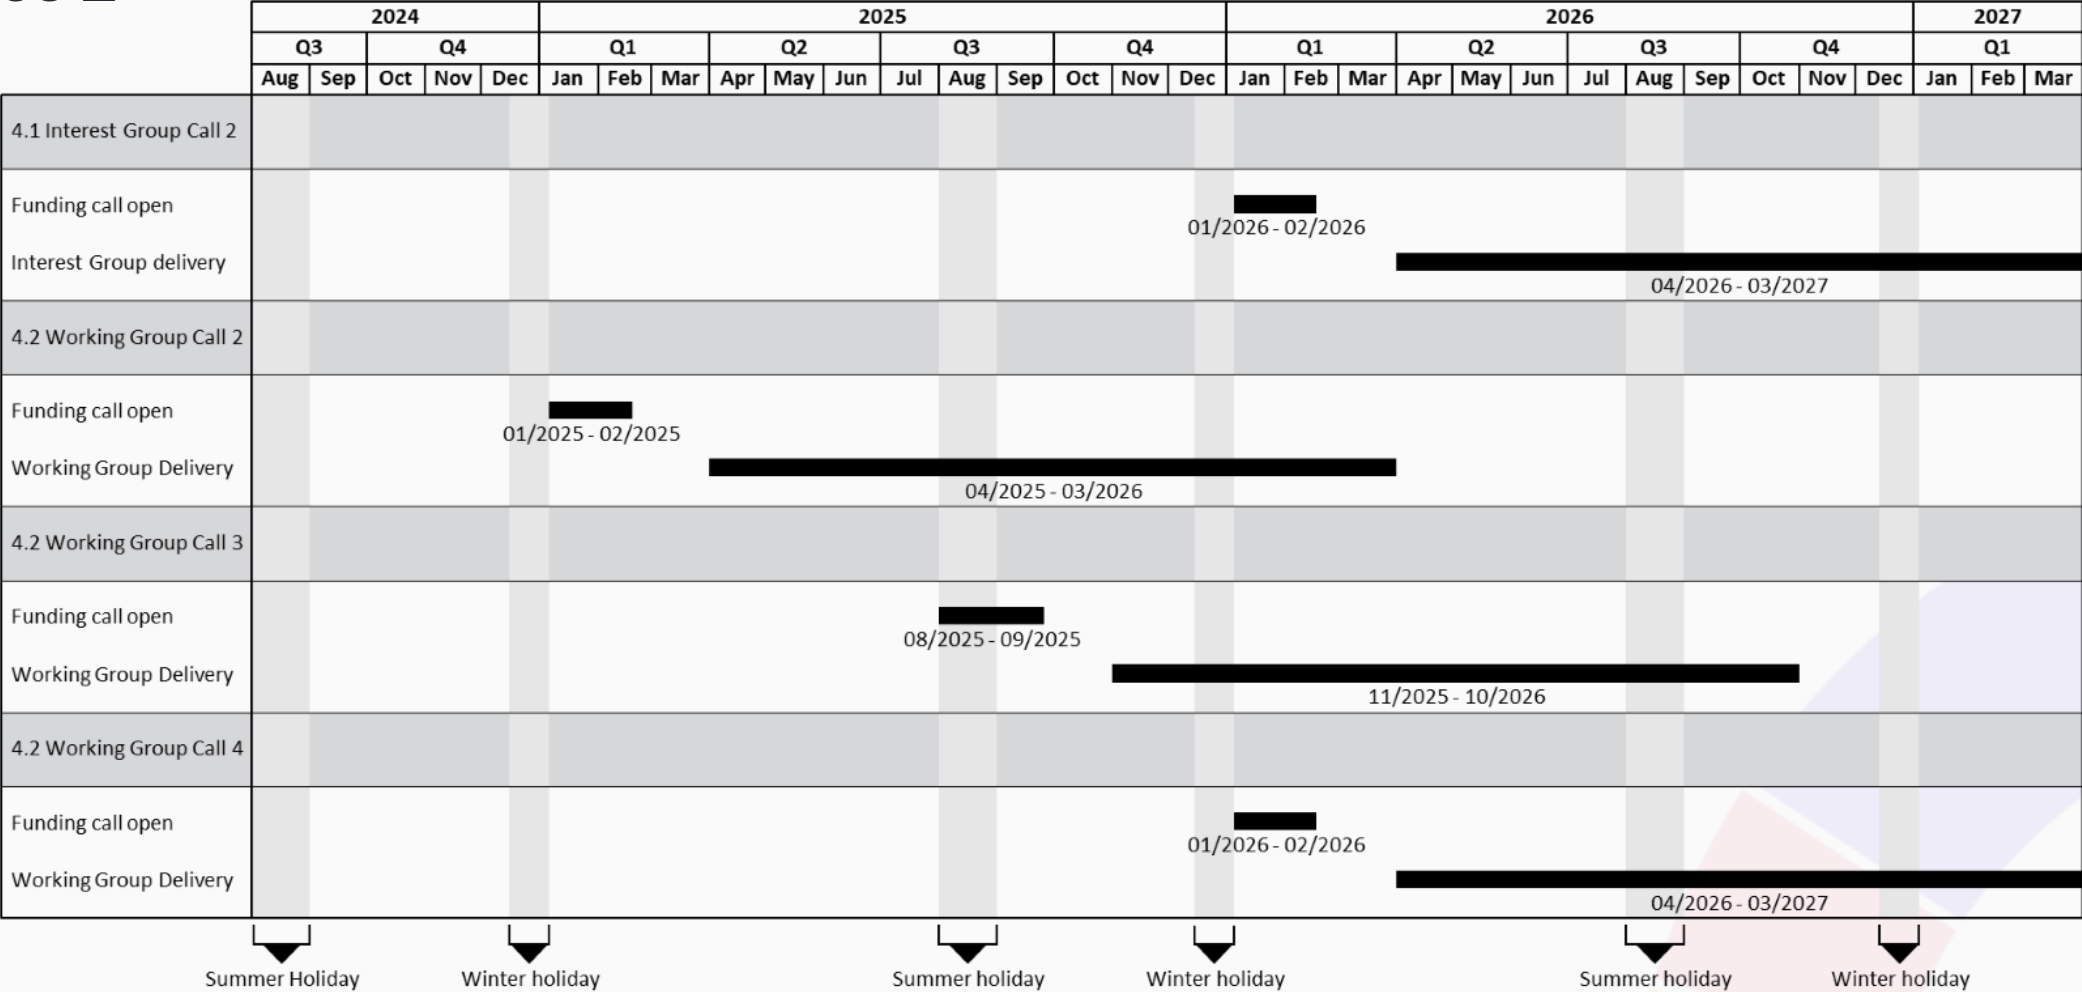 2024 2025 2026 2027
Q3 Q4 Q1 Q2 Q3 Q4 Q1 Q2 Q3 Q4 Q1
Aug Sep Oct Nov Dec Jan Feb Mar Apr May Jun Jul Aug Sep Oct Nov Dec Jan Feb Mar Apr May Jun Jul Aug Sep Oct Nov Dec Jan Feb Mar
4.1 Interest Group Call 2
Funding call open
01/2026 - 02/2026
Interest Group delivery
04/2026 - 03/2027
4.2 Working Group Call 2
Funding call open
01/2025 - 02/2025
Working Group Delivery
04/2025 - 03/2026
4.2 Working Group Call 3
Funding call open
08/2025 - 09/2025
Working Group Delivery
11/2025 - 10/2026
4.2 Working Group Call 4
Funding call open
01/2026 - 02/2026
Working Group Delivery
04/2026 - 03/2027
Summer Holiday Winter holiday Summer holiday Winter holiday Summer holiday Winter holiday